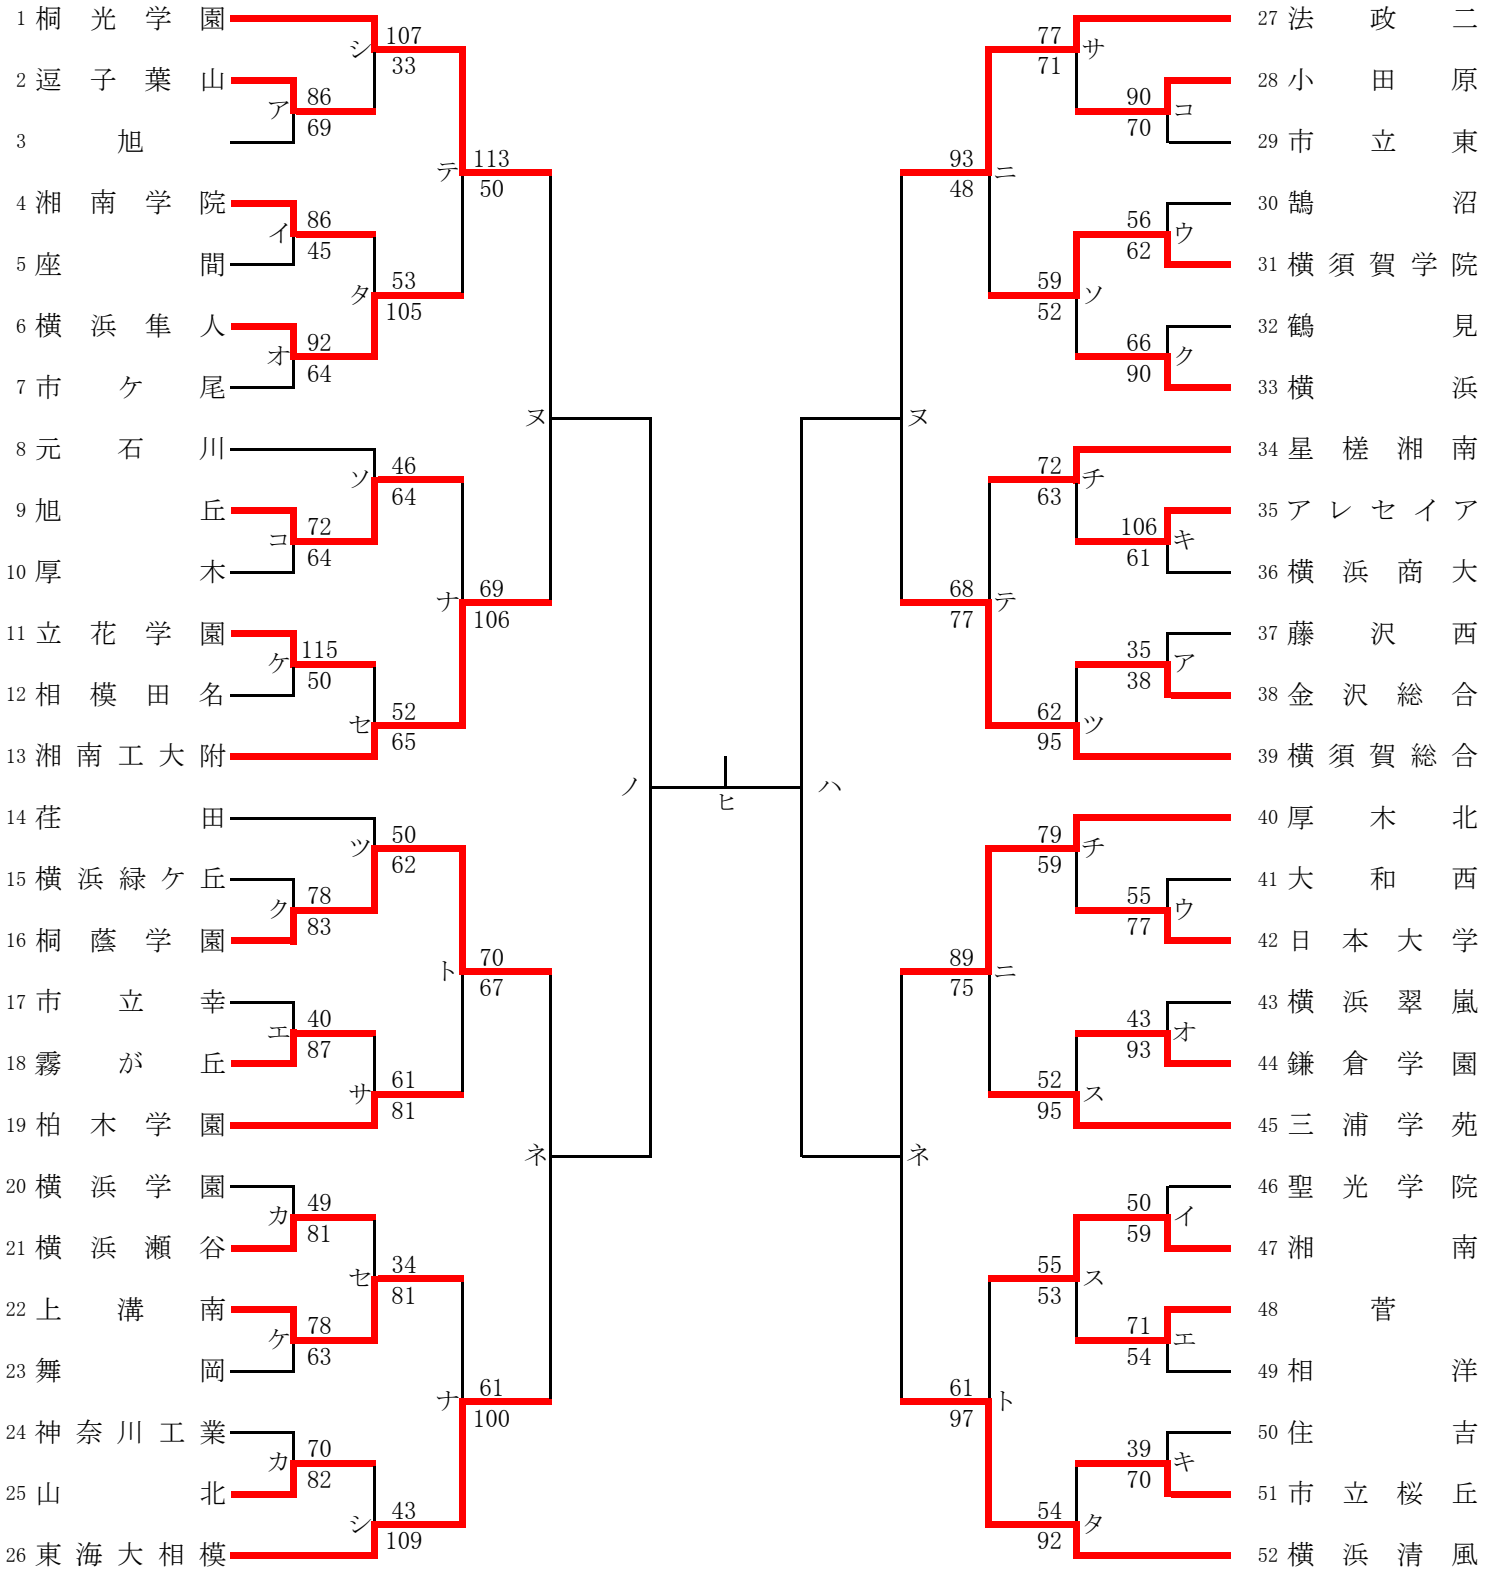 1 桐光学園
2 逗子葉山
3 旭
4 湘南学院
5 座間
6 横浜隼人
7 市ケ尾
8 元石川
9 旭丘
10 厚木
11 立花学園
12 相模田名
13 湘南工大附
14 荏田
15 横浜緑ケ丘
16 桐蔭学園
17 市立幸
18 霧が丘
19 柏木学園
20 横浜学園
21 横浜瀬谷
22 上溝南
23 舞岡
24 神奈川工業
25 山北
26 東海大相模
ア 86 69
イ 86 45
オ 92 64
コ 72 64
ケ 115 50
ク 78 83
エ 40 87
カ 49 81
ケ 78 63
カ 70 82
シ 107 33
タ 53 105
ソ 46 64
セ 52 65
ツ 50 62
サ 61 81
セ 34 81
シ 43 109
テ 113 50
ナ 69 106
ト 70 67
ナ 61 100
ヌ
ネ
ノ
ヒ
ハ
ヌ
ネ
93 48 ニ
68 77 テ
89 75 ニ
61 97 ト
77 71 サ
59 52 ソ
72 63 チ
62 95 ツ
79 59 チ
52 95 ス
55 53 ス
54 92 タ
90 70 コ
56 62 ウ
66 90 ク
106 61 キ
35 38 ア
55 77 ウ
43 93 オ
50 59 イ
71 54 エ
39 70 キ
27 法政二
28 小田原
29 市立東
30 鵠沼
31 横須賀学院
32 鶴見
33 横浜
34 星槎湘南
35 アレセイア
36 横浜商大
37 藤沢西
38 金沢総合
39 横須賀総合
40 厚木北
41 大和西
42 日本大学
43 横浜翠嵐
44 鎌倉学園
45 三浦学苑
46 聖光学院
47 湘南
48 菅
49 相洋
50 住吉
51 市立桜丘
52 横浜清風